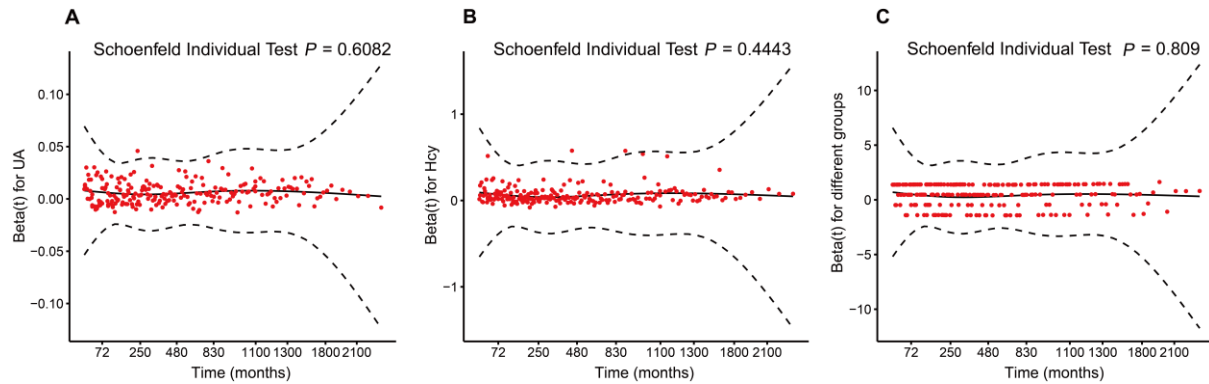 A
Schoenfeld Individual Test P = 0.6082
Beta(t) for UA
0.10
0.05
0.00
−0.05
−0.10
72 250 480 830 1100 1300 1800 2100
Time (months)
B
Schoenfeld Individual Test P = 0.4443
Beta(t) for Hcy
1
0
−1
72 250 480 830 1100 1300 1800 2100
Time (months)
C
Schoenfeld Individual Test P = 0.809
Beta(t) for different groups
10
5
0
−5
−10
72 250 480 830 1100 1300 1800 2100
Time (months)